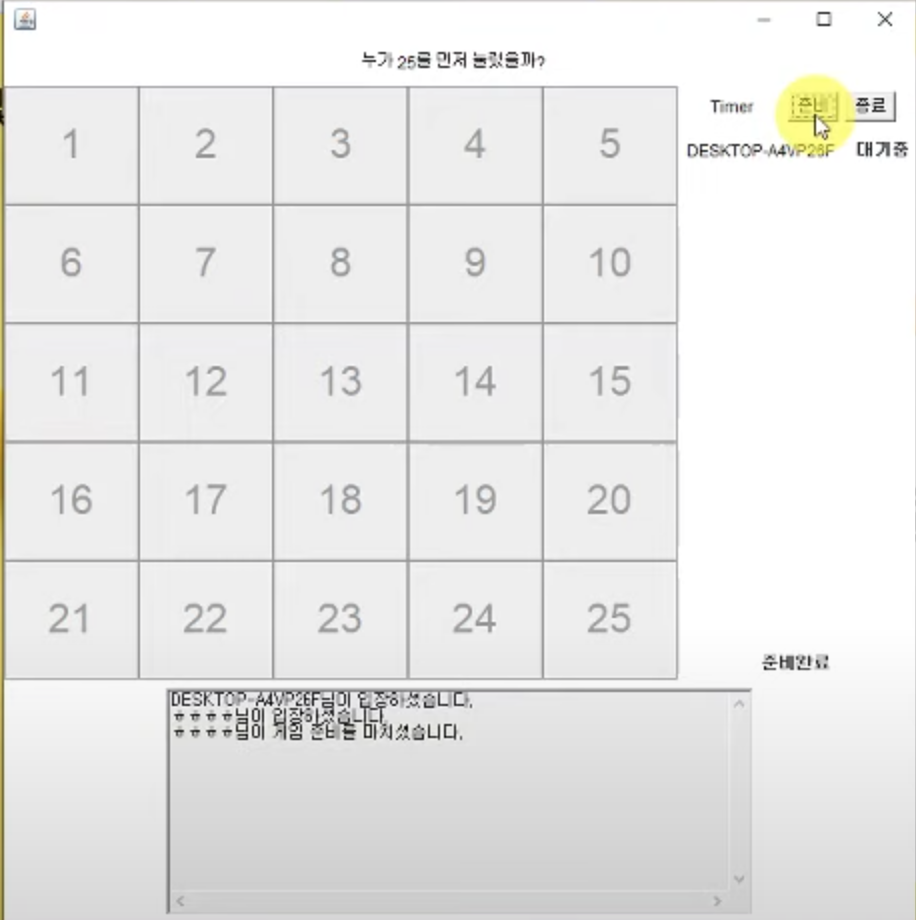 누가 25를 먼저 눌렀을까?
Timer 준비 종료
DESKTOP-A4VP26F 대기중
1 2 3 4 5
6 7 8 9 10
11 12 13 14 15
16 17 18 19 20
21 22 23 24 25
준비완료
DESKTOP-A4VP26F님이 입장하셨습니다.
ㅎㅎㅎㅎ님이 입장하셨습니다.
ㅎㅎㅎㅎ님이 게임 준비를 마치셨습니다.